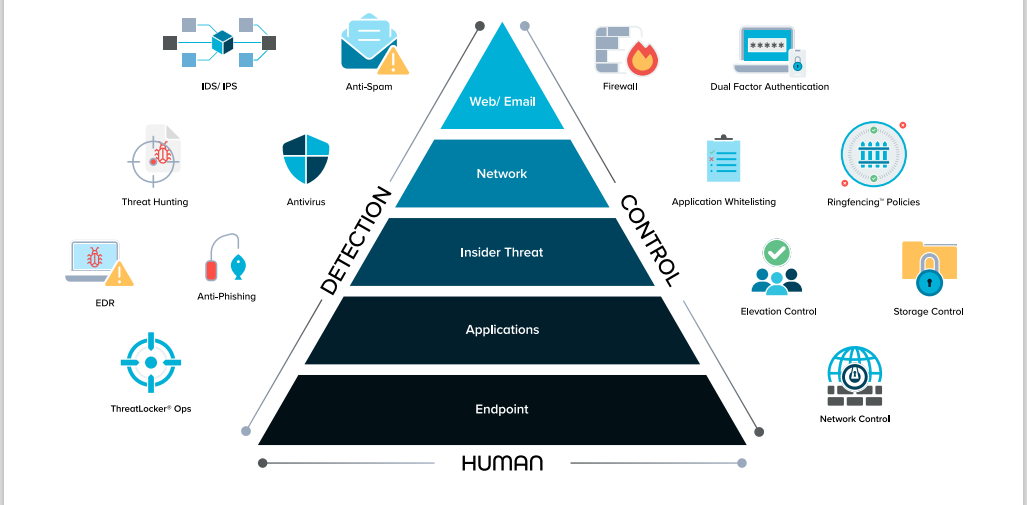 IDS/ IPS
Anti-Spam
Firewall
*****
Dual Factor Authentication
Web/ Email
Threat Hunting
Antivirus
Network
Application Whitelisting
Ringfencing™ Policies
DETECTION
CONTROL
Insider Threat
EDR
Anti-Phishing
Elevation Control
Storage Control
Applications
ThreatLocker® Ops
Network Control
Endpoint
HUMAN